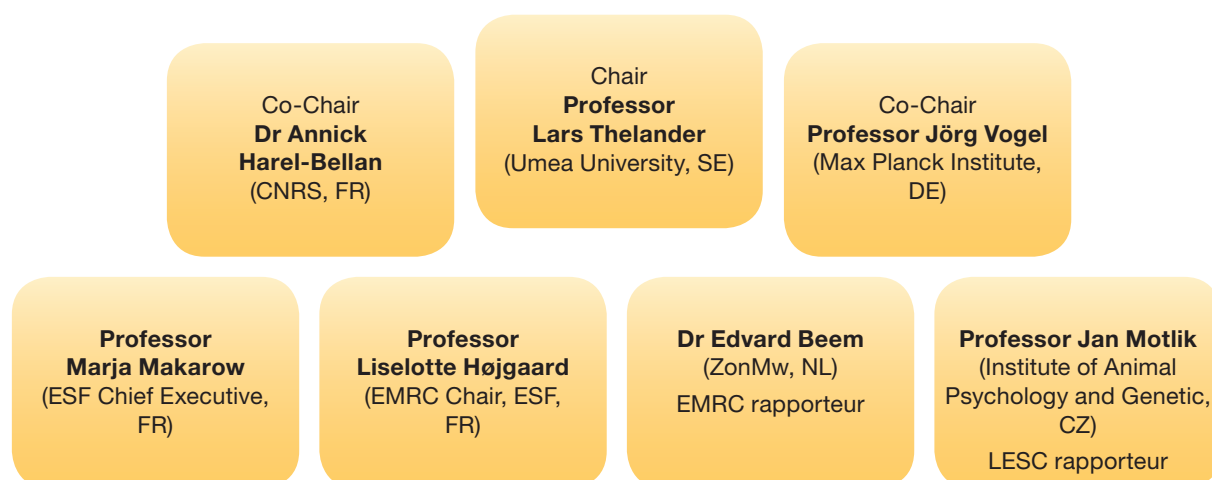 Co-Chair
Dr Annick
Harel-Bellan
(CNRS, FR)
Chair
Professor
Lars Thelander
(Umea University, SE)
Co-Chair
Professor Jörg Vogel
(Max Planck Institute,
DE)
Professor
Marja Makarow
(ESF Chief Executive,
FR)
Professor
Liselotte Højgaard
(EMRC Chair, ESF,
FR)
Dr Edvard Beem
(ZonMw, NL)
EMRC rapporteur
Professor Jan Motlik
(Institute of Animal
Psychology and Genetic,
CZ)
LESC rapporteur